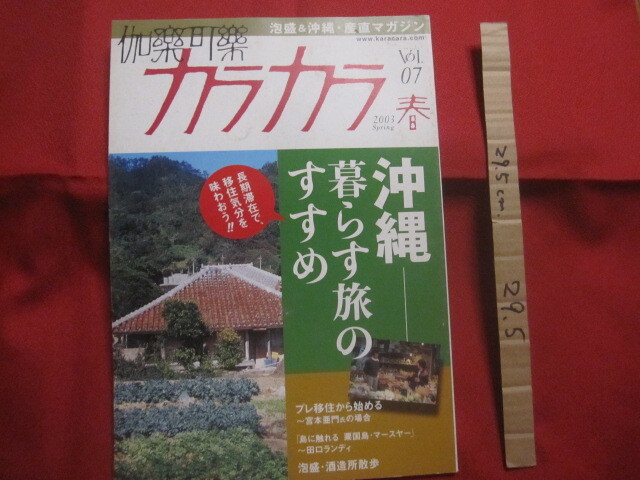 泡盛&沖縄・産直マガジン
www.karacara.com
伽楽可樂
カラカラ
Vol.
07
2003
Spring
春
長期滞在で、
移住気分を
味わおう!!
沖縄
暮らす旅の
すすめ
プレ移住から始める
〜宮本亜門氏の場合
「島に触れる 粟国島・マースヤー」
〜田口ランディ
泡盛・酒造所散歩
29.5cm.
29.5